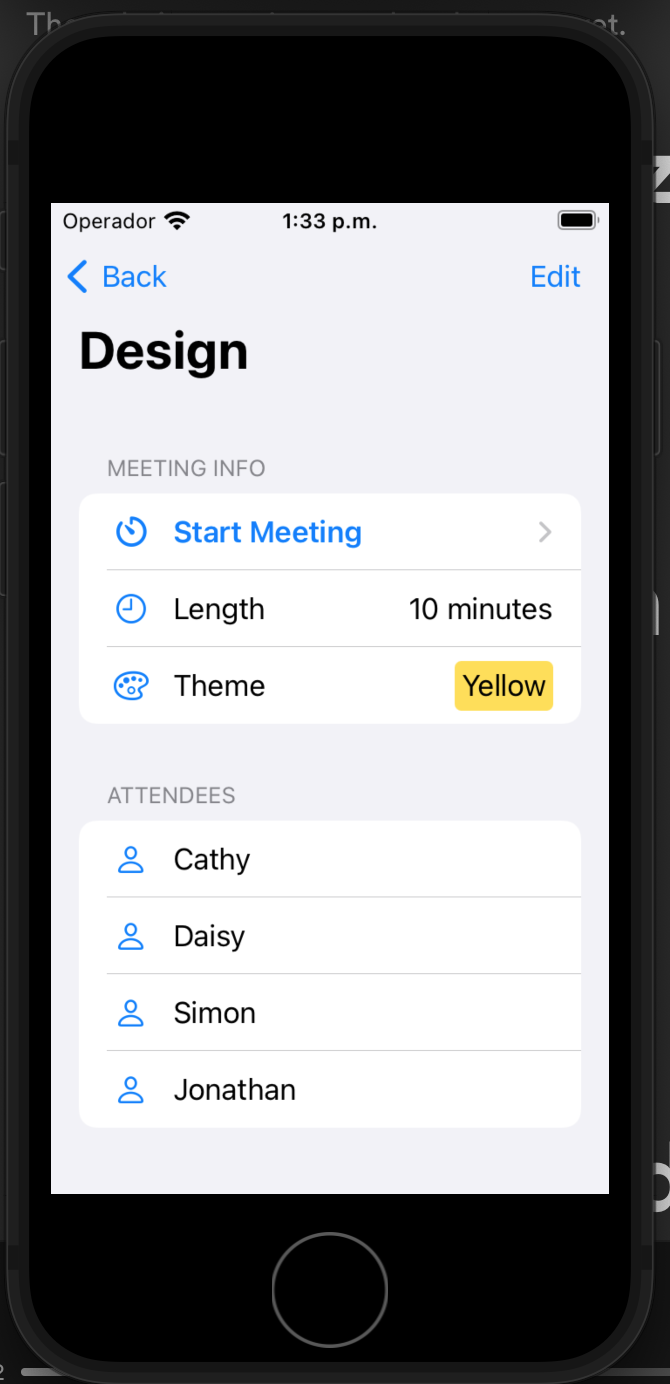 Operador 1:33 p.m.
Back Edit
Design
MEETING INFO
Start Meeting
Length 10 minutes
Theme Yellow
ATTENDEES
Cathy
Daisy
Simon
Jonathan